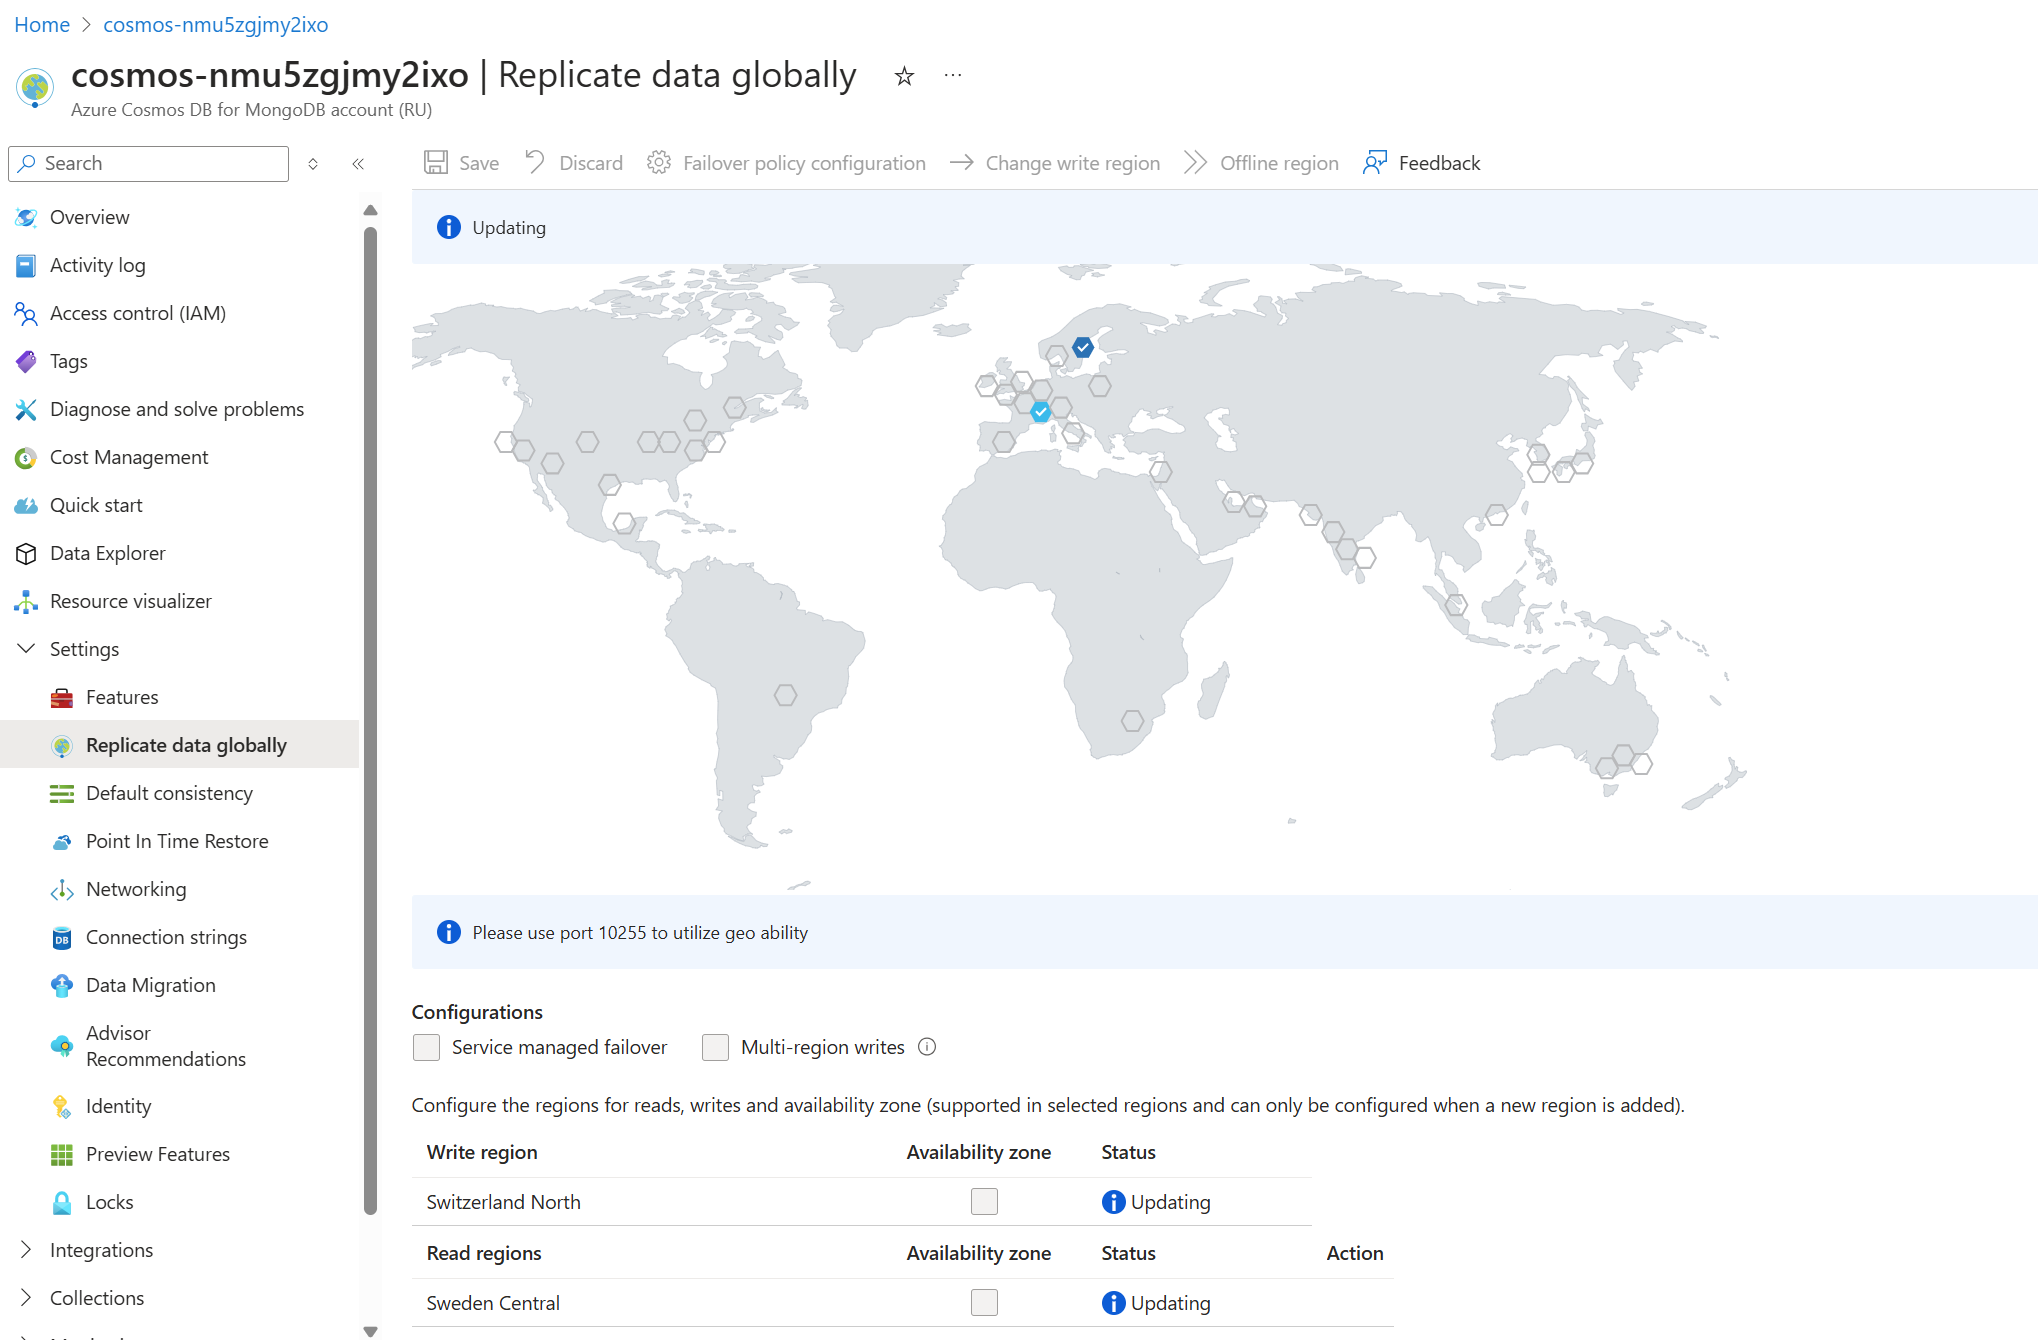 Home > cosmos-nmu5zgjmy2ixo
cosmos-nmu5zgjmy2ixo | Replicate data globally
Azure Cosmos DB for MongoDB account (RU)
Search
Save Discard Failover policy configuration Change write region Offline region Feedback
Overview
Activity log
Access control (IAM)
Tags
Diagnose and solve problems
Cost Management
Quick start
Data Explorer
Resource visualizer
Settings
Features
Replicate data globally
Default consistency
Point In Time Restore
Networking
Connection strings
Data Migration
Advisor
Recommendations
Identity
Preview Features
Locks
Integrations
Collections
Updating
Please use port 10255 to utilize geo ability
Configurations
Service managed failover Multi-region writes
Configure the regions for reads, writes and availability zone (supported in selected regions and can only be configured when a new region is added).
Write region Availability zone Status
Switzerland North Updating
Read regions Availability zone Status Action
Sweden Central Updating